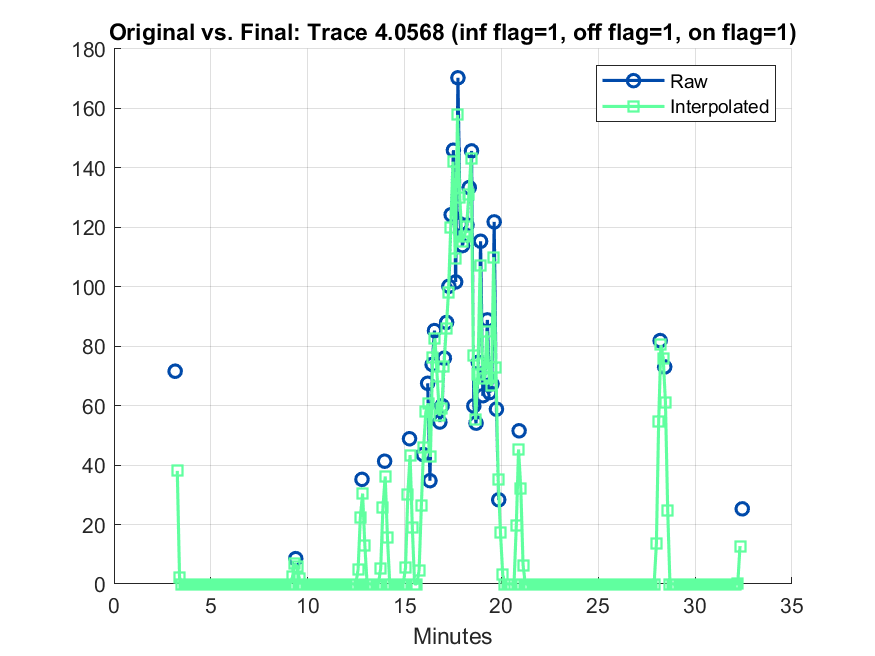 Original vs. Final: Trace 4.0568 (inf flag=1, off flag=1, on flag=1)
180
160
140
120
100
80
60
40
20
0
Raw
Interpolated
0 5 10 15 20 25 30 35
Minutes